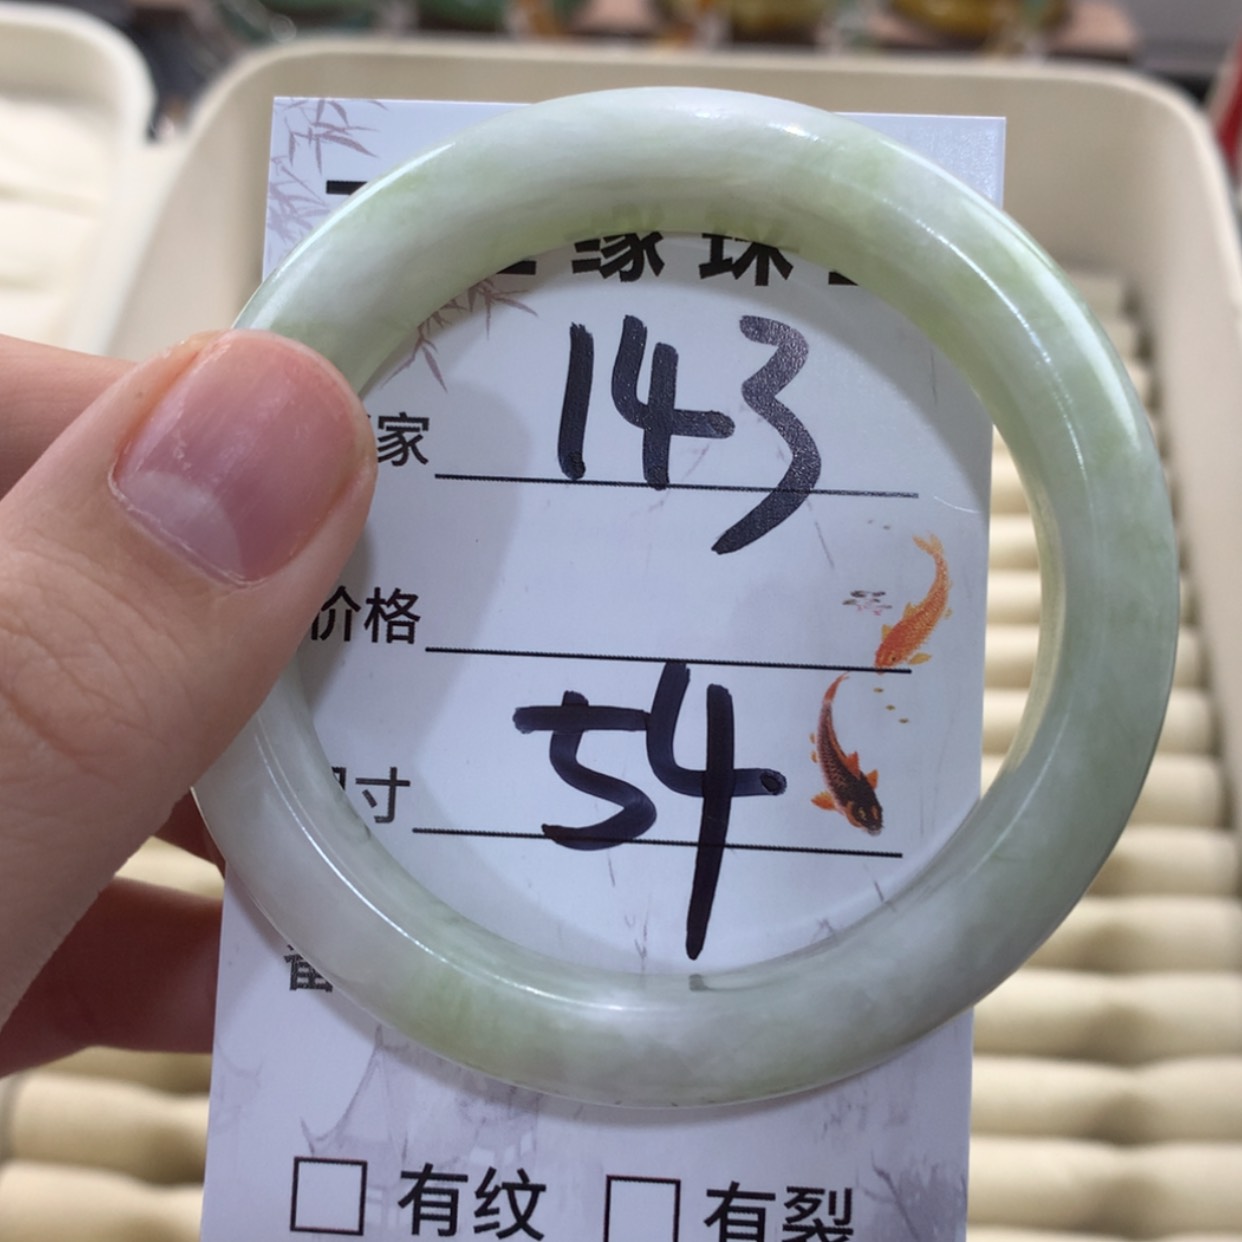 缘珠
家 143
价格
寸 54
有纹 有裂